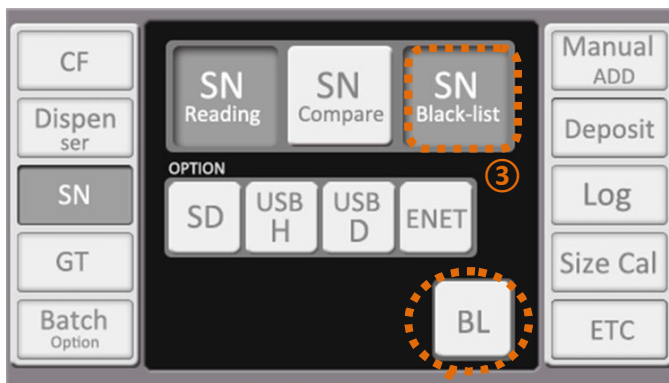 CF
Dispen
ser
SN
GT
Batch
Option
SN
Reading
SN
Compare
SN
Black-list
③
OPTION
SD
USB
H
USB
D
ENET
BL
Manual
ADD
Deposit
Log
Size Cal
ETC